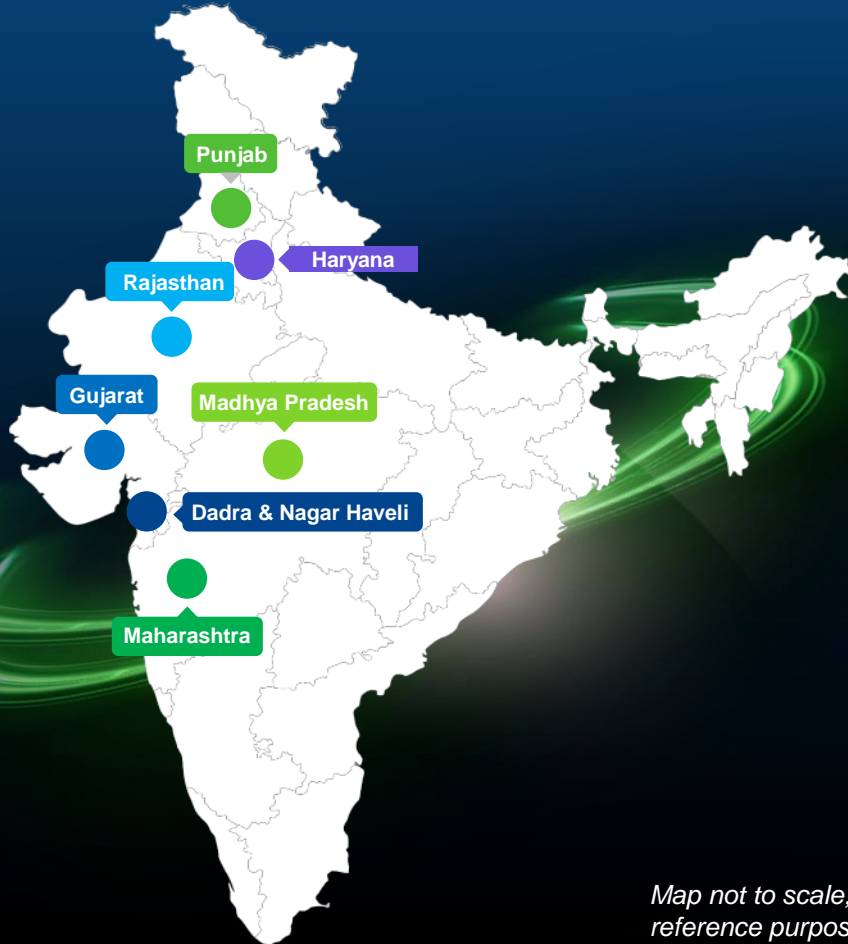 Punjab
Haryana
Rajasthan
Gujarat
Madhya Pradesh
Dadra & Nagar Haveli
Maharashtra
Map not to scale,
reference purpos